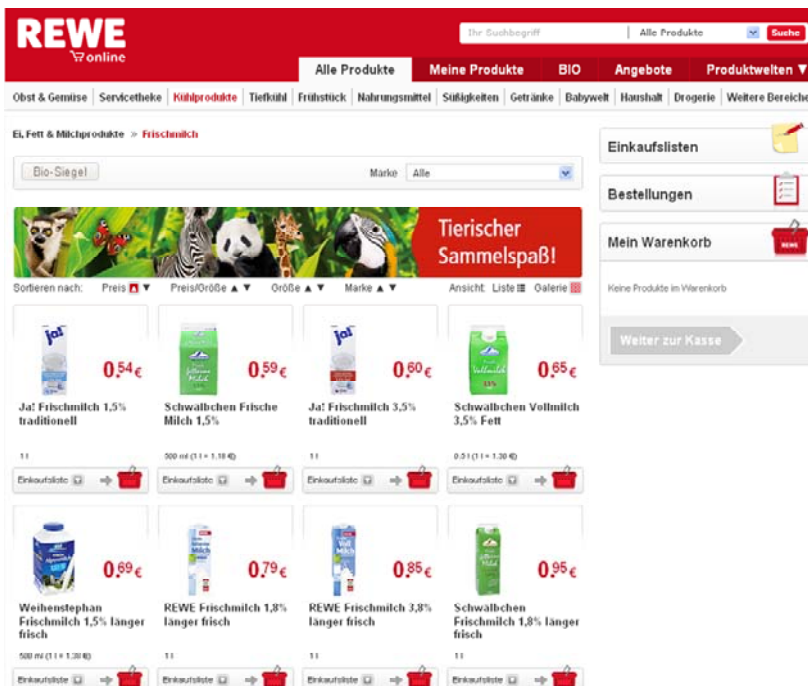 REWE
online
Ihr Suchbegriff
Alle Produkte
Suche
Alle Produkte
Meine Produkte
BIO
Angebote
Produktwelten ▼
Obst & Gemüse
Servicetheke
Kühlprodukte
Tiefkühl
Frühstück
Nahrungsmittel
Süßigkeiten
Getränke
Babywelt
Haushalt
Drogerie
Weitere Bereiche
Ei, Fett & Milchprodukte » Frischmilch
Bio-Siegel
Marke Alle
Tierischer
Sammelspaß!
Sortieren nach: Preis ▲ ▼ Preis/Größe ▲ ▼ Größe ▲ ▼ Marke ▲ ▼ Ansicht: Liste Galerie
Einkaufslisten
Bestellungen
Mein Warenkorb
REWE
Keine Produkte im Warenkorb
Weiter zur Kasse
ja!
0.54 €
Ja! Frischmilch 1,5%
traditionell
1 l
Einkaufsliste
0.59 €
Schwälbchen Frische
Milch 1,5%
500 ml (1 l = 1.18 €)
Einkaufsliste
ja!
0.60 €
Ja! Frischmilch 3,5%
traditionell
1 l
Einkaufsliste
Vollmilch
0.65 €
Schwälbchen Vollmilch
3,5% Fett
0.5 l (1 l = 1.30 €)
Einkaufsliste
0.69 €
Weihenstephan
Frischmilch 1,5% länger
frisch
500 ml (1 l = 1.38 €)
Einkaufsliste
Milch
0.79 €
REWE Frischmilch 1,8%
länger frisch
1 l
Einkaufsliste
Voll
Milch
0.85 €
REWE Frischmilch 3,8%
länger frisch
1 l
Einkaufsliste
0.95 €
Schwälbchen
Frischmilch 1,8% länger
frisch
1 l
Einkaufsliste